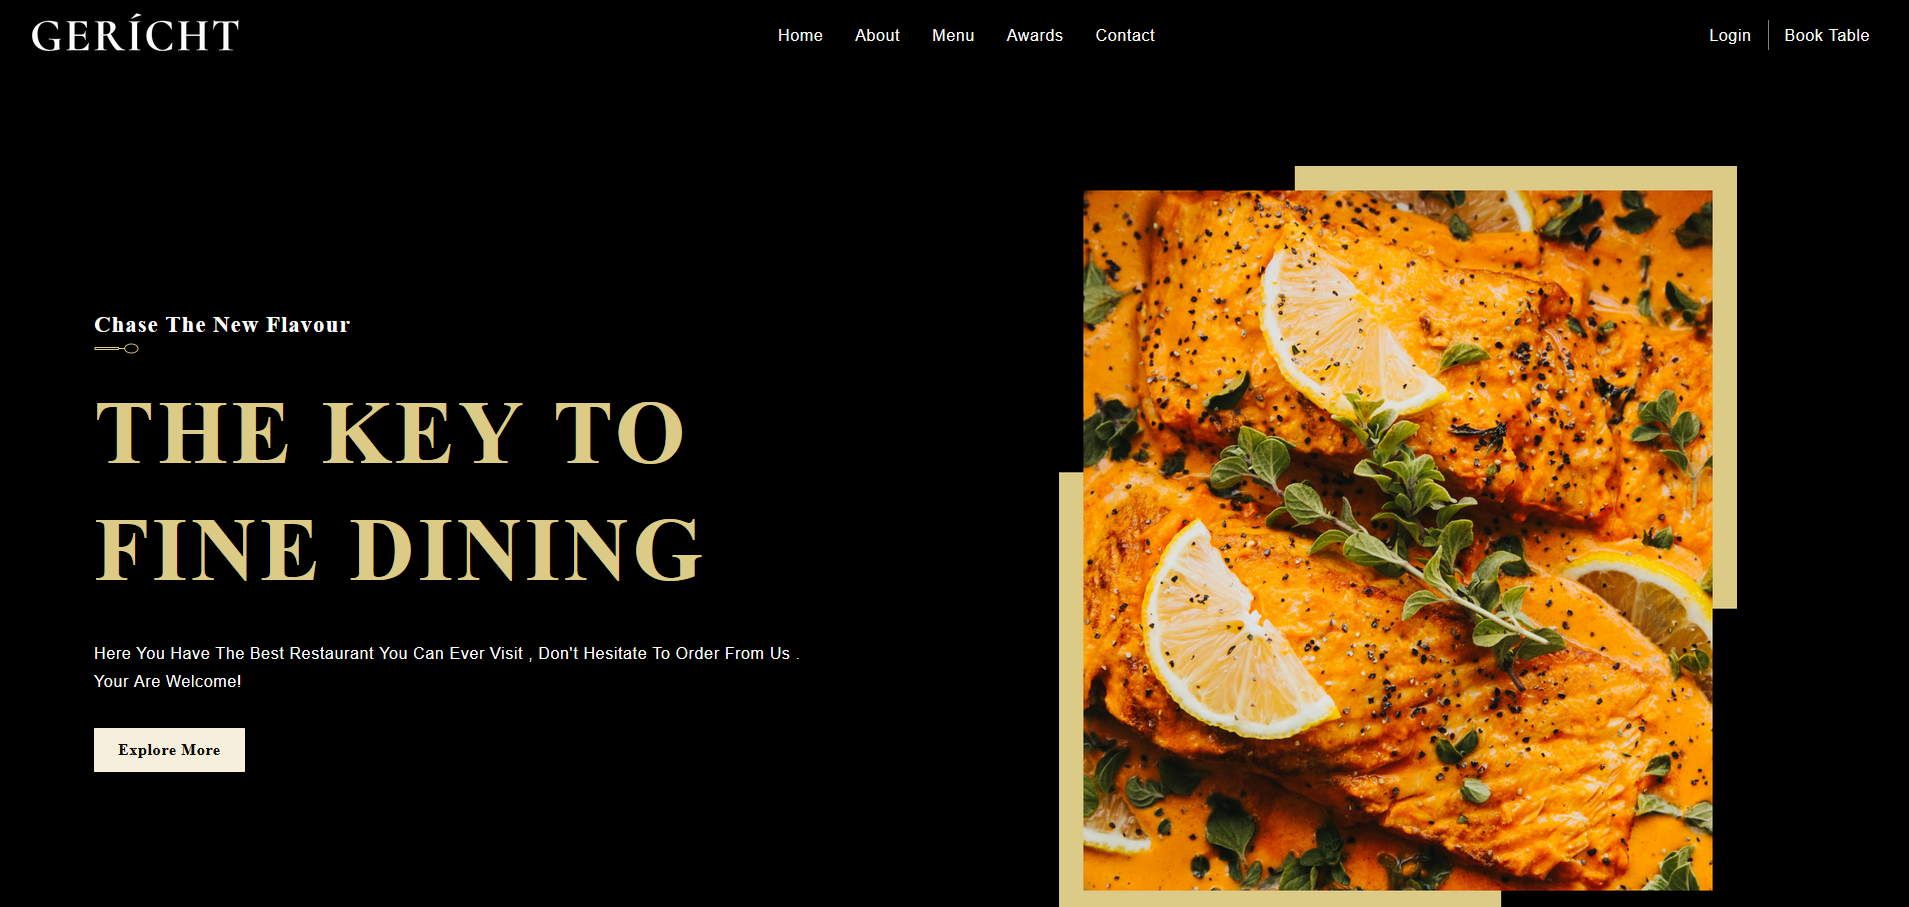 GERÍCHT
Home About Menu Awards Contact
Login Book Table
Chase The New Flavour
THE KEY TO
FINE DINING
Here You Have The Best Restaurant You Can Ever Visit , Don't Hesitate To Order From Us .
Your Are Welcome!
Explore More